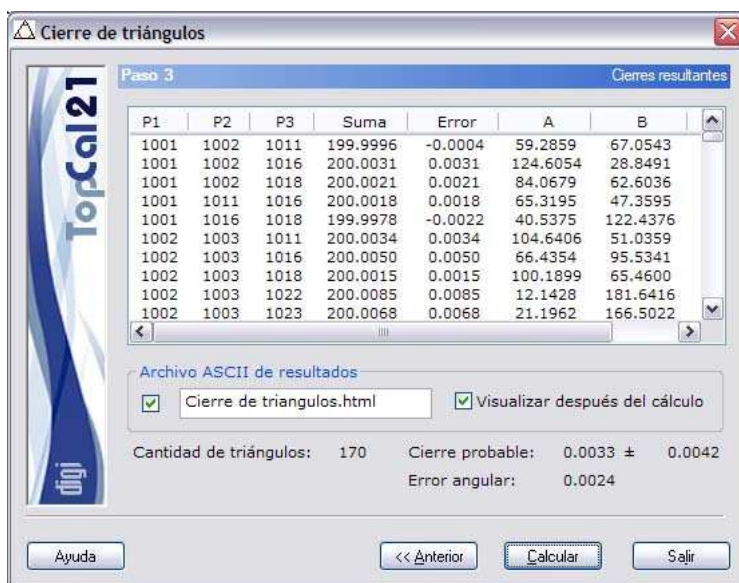 Cierre de triángulos
TopCal21
digi
Paso 3 Cierres resultantes
P1 P2 P3 Suma Error A B
1001 1002 1011 199.9996 -0.0004 59.2859 67.0543
1001 1002 1016 200.0031 0.0031 124.6054 28.8491
1001 1002 1018 200.0021 0.0021 84.0679 62.6036
1001 1011 1016 200.0018 0.0018 65.3195 47.3595
1001 1016 1018 199.9978 -0.0022 40.5375 122.4376
1002 1003 1011 200.0034 0.0034 104.6406 51.0359
1002 1003 1016 200.0050 0.0050 66.4354 95.5341
1002 1003 1018 200.0015 0.0015 100.1899 65.4600
1002 1003 1022 200.0085 0.0085 12.1428 181.6416
1002 1003 1023 200.0068 0.0068 21.1962 166.5022
Archivo ASCII de resultados
Cierre de triangulos.html Visualizar después del cálculo
Cantidad de triángulos: 170 Cierre probable: 0.0033 ± 0.0042
Error angular: 0.0024
Ayuda << Anterior Calcular Salir